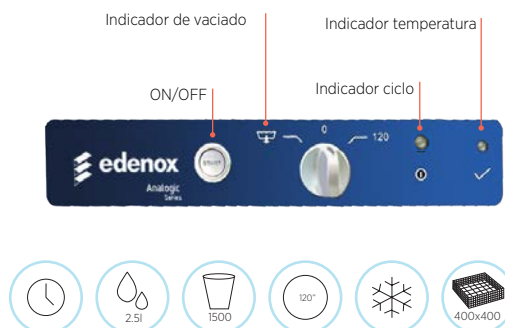 Indicador de vaciado
Indicador temperatura
ON/OFF
Indicador ciclo
0
120
edenox
START
Analogic
Series
2.5l
1500
120"
400x400